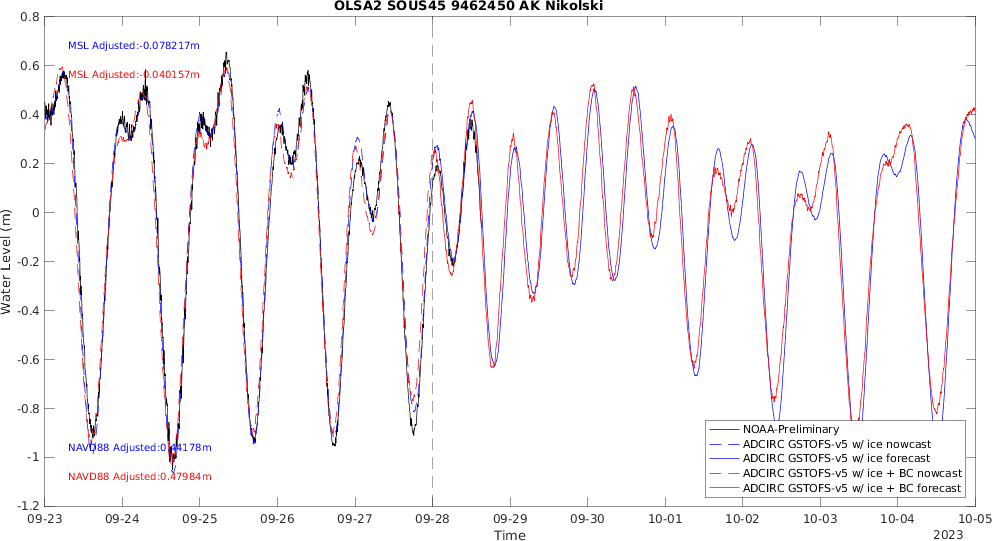 OLSA2 SOUS45 9462450 AK Nikolski
MSL Adjusted:-0.078217m
MSL Adjusted:-0.040157m
NAVD88 Adjusted:0.44178m
NAVD88 Adjusted:0.47984m
Water Level (m)
0.8
0.6
0.4
0.2
0
-0.2
-0.4
-0.6
-0.8
-1
-1.2
NOAA-Preliminary
ADCIRC GSTOFS-v5 w/ ice nowcast
ADCIRC GSTOFS-v5 w/ ice forecast
ADCIRC GSTOFS-v5 w/ ice + BC nowcast
ADCIRC GSTOFS-v5 w/ ice + BC forecast
09-23 09-24 09-25 09-26 09-27 09-28 09-29 09-30 10-01 10-02 10-03 10-04 10-05
Time
2023